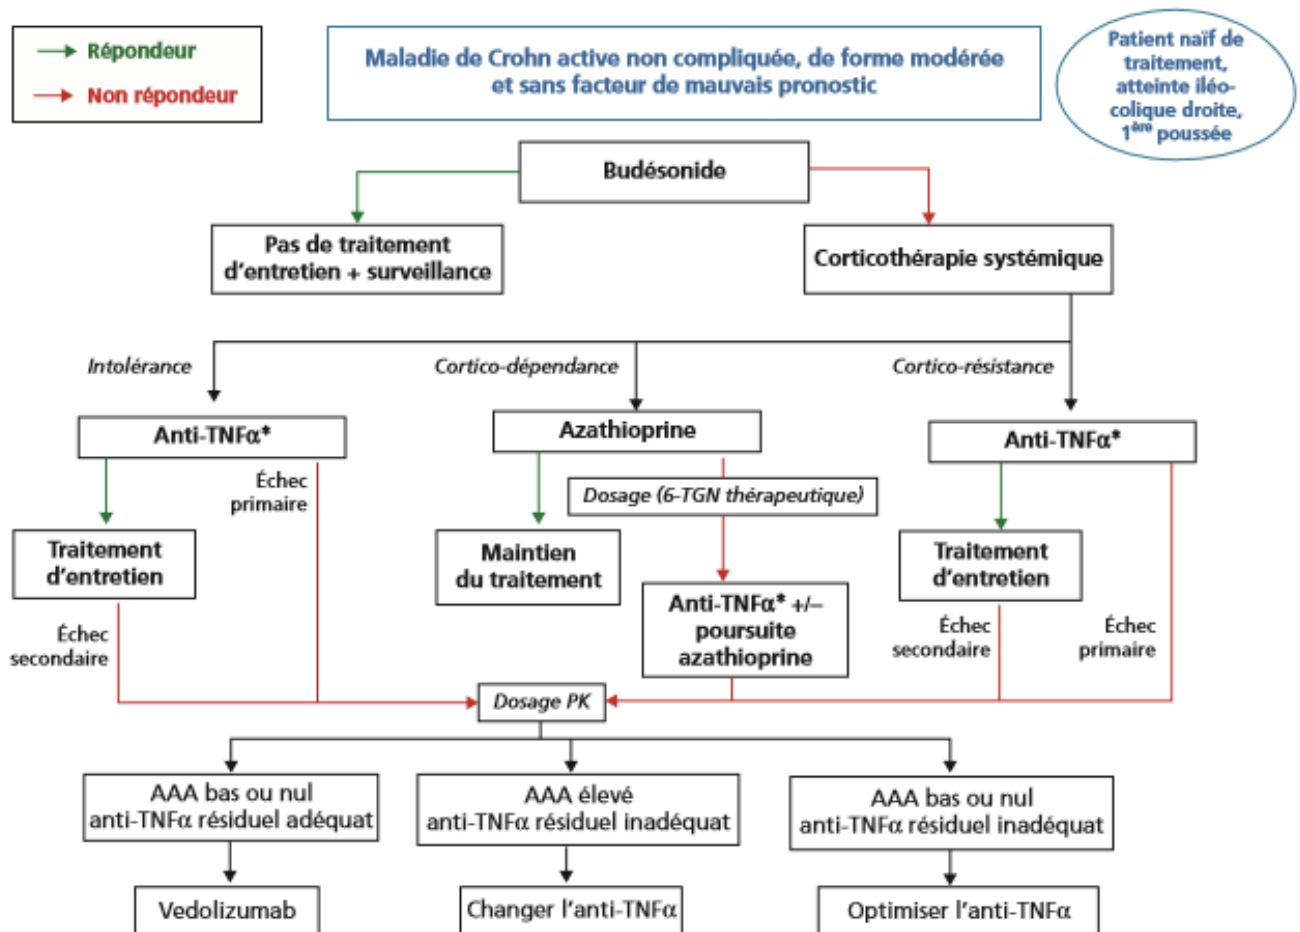 Répondeur
Non répondeur
Maladie de Crohn active non compliquée, de forme modérée
et sans facteur de mauvais pronostic
Patient naïf de
traitement,
atteinte iléo-
colique droite,
1ère poussée
Budésonide
Pas de traitement
d'entretien + surveillance
Corticothérapie systémique
Intolérance
Cortico-dépendance
Cortico-résistance
Anti-TNFα*
Azathioprine
Anti-TNFα*
Échec
primaire
Dosage (6-TGN thérapeutique)
Traitement
d'entretien
Maintien
du traitement
Traitement
d'entretien
Anti-TNFα* +/–
poursuite
azathioprine
Échec
secondaire
Échec
secondaire
Échec
primaire
Dosage PK
AAA bas ou nul
anti-TNFα résiduel adéquat
AAA élevé
anti-TNFα résiduel inadéquat
AAA bas ou nul
anti-TNFα résiduel inadéquat
Vedolizumab
Changer l'anti-TNFα
Optimiser l'anti-TNFα